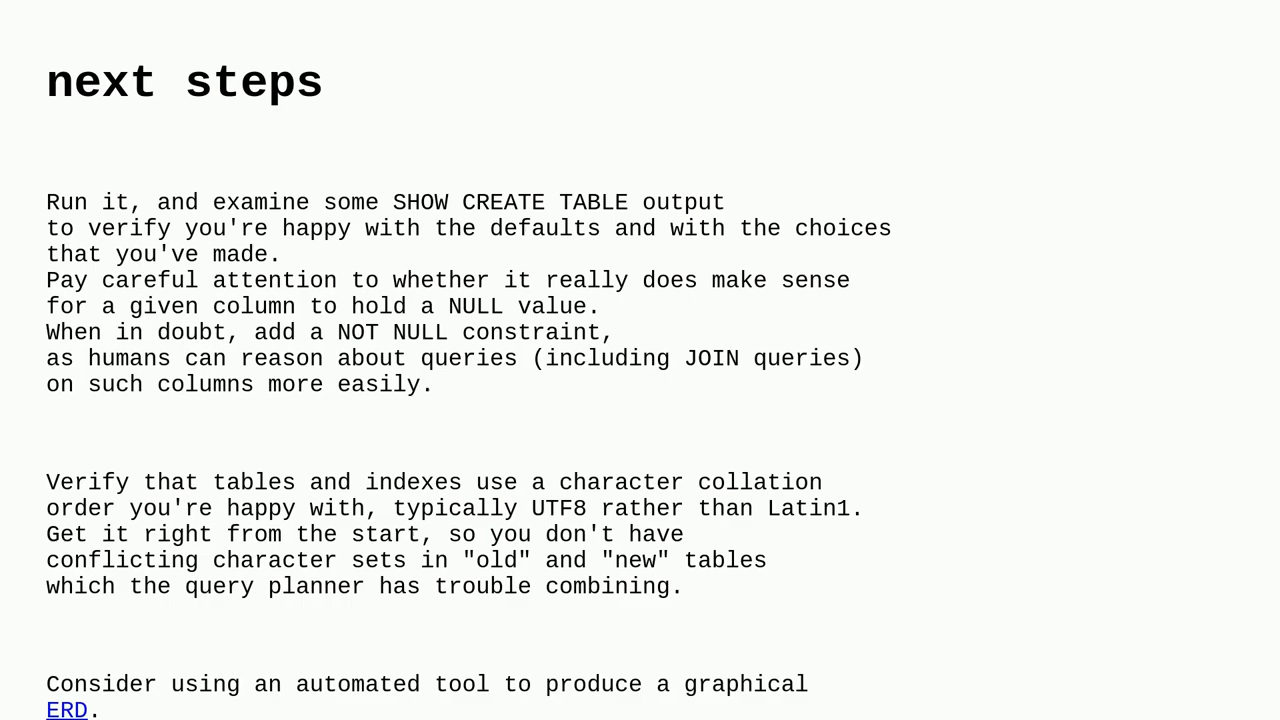 next steps
Run it, and examine some SHOW CREATE TABLE output
to verify you're happy with the defaults and with the choices
that you've made.
Pay careful attention to whether it really does make sense
for a given column to hold a NULL value.
When in doubt, add a NOT NULL constraint,
as humans can reason about queries (including JOIN queries)
on such columns more easily.
Verify that tables and indexes use a character collation
order you're happy with, typically UTF8 rather than Latin1.
Get it right from the start, so you don't have
conflicting character sets in "old" and "new" tables
which the query planner has trouble combining.
Consider using an automated tool to produce a graphical
ERD.